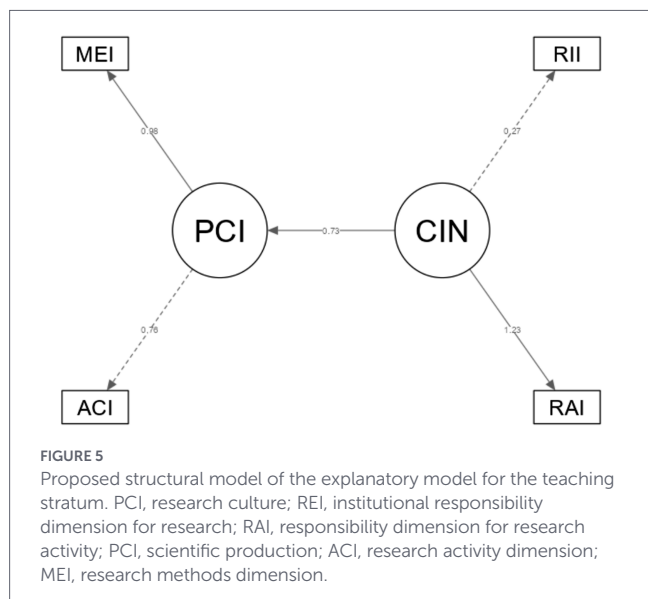 MEI
RII
0.98
0.27
PCI
0.73
CIN
0.76
1.23
ACI
RAI
FIGURE 5
Proposed structural model of the explanatory model for the teaching
stratum. PCI, research culture; REI, institutional responsibility
dimension for research; RAI, responsibility dimension for research
activity; PCI, scientific production; ACI, research activity dimension;
MEI, research methods dimension.